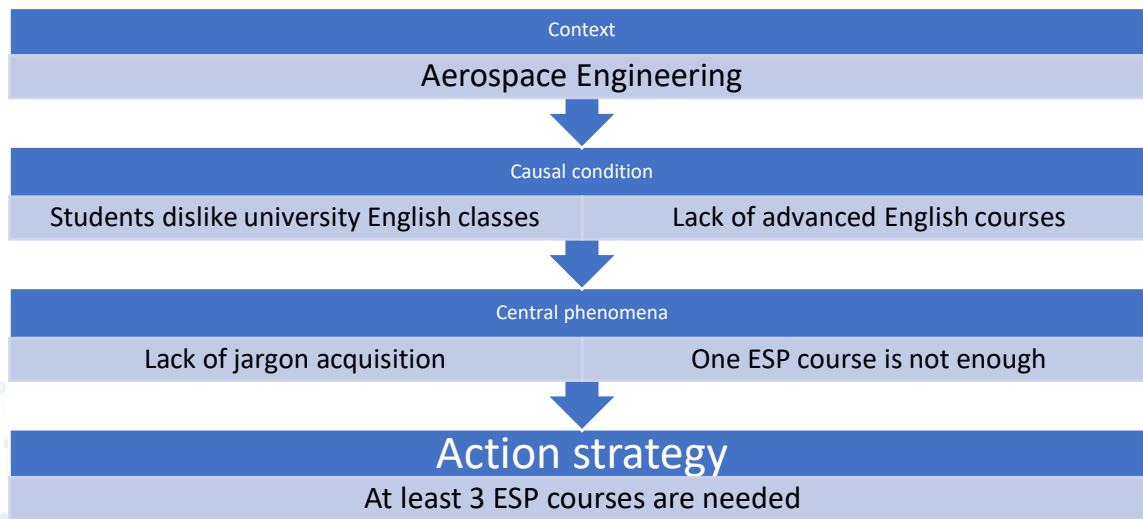 Context
Aerospace Engineering
Causal condition
Students dislike university English classes
Lack of advanced English courses
Central phenomena
Lack of jargon acquisition
One ESP course is not enough
Action strategy
At least 3 ESP courses are needed